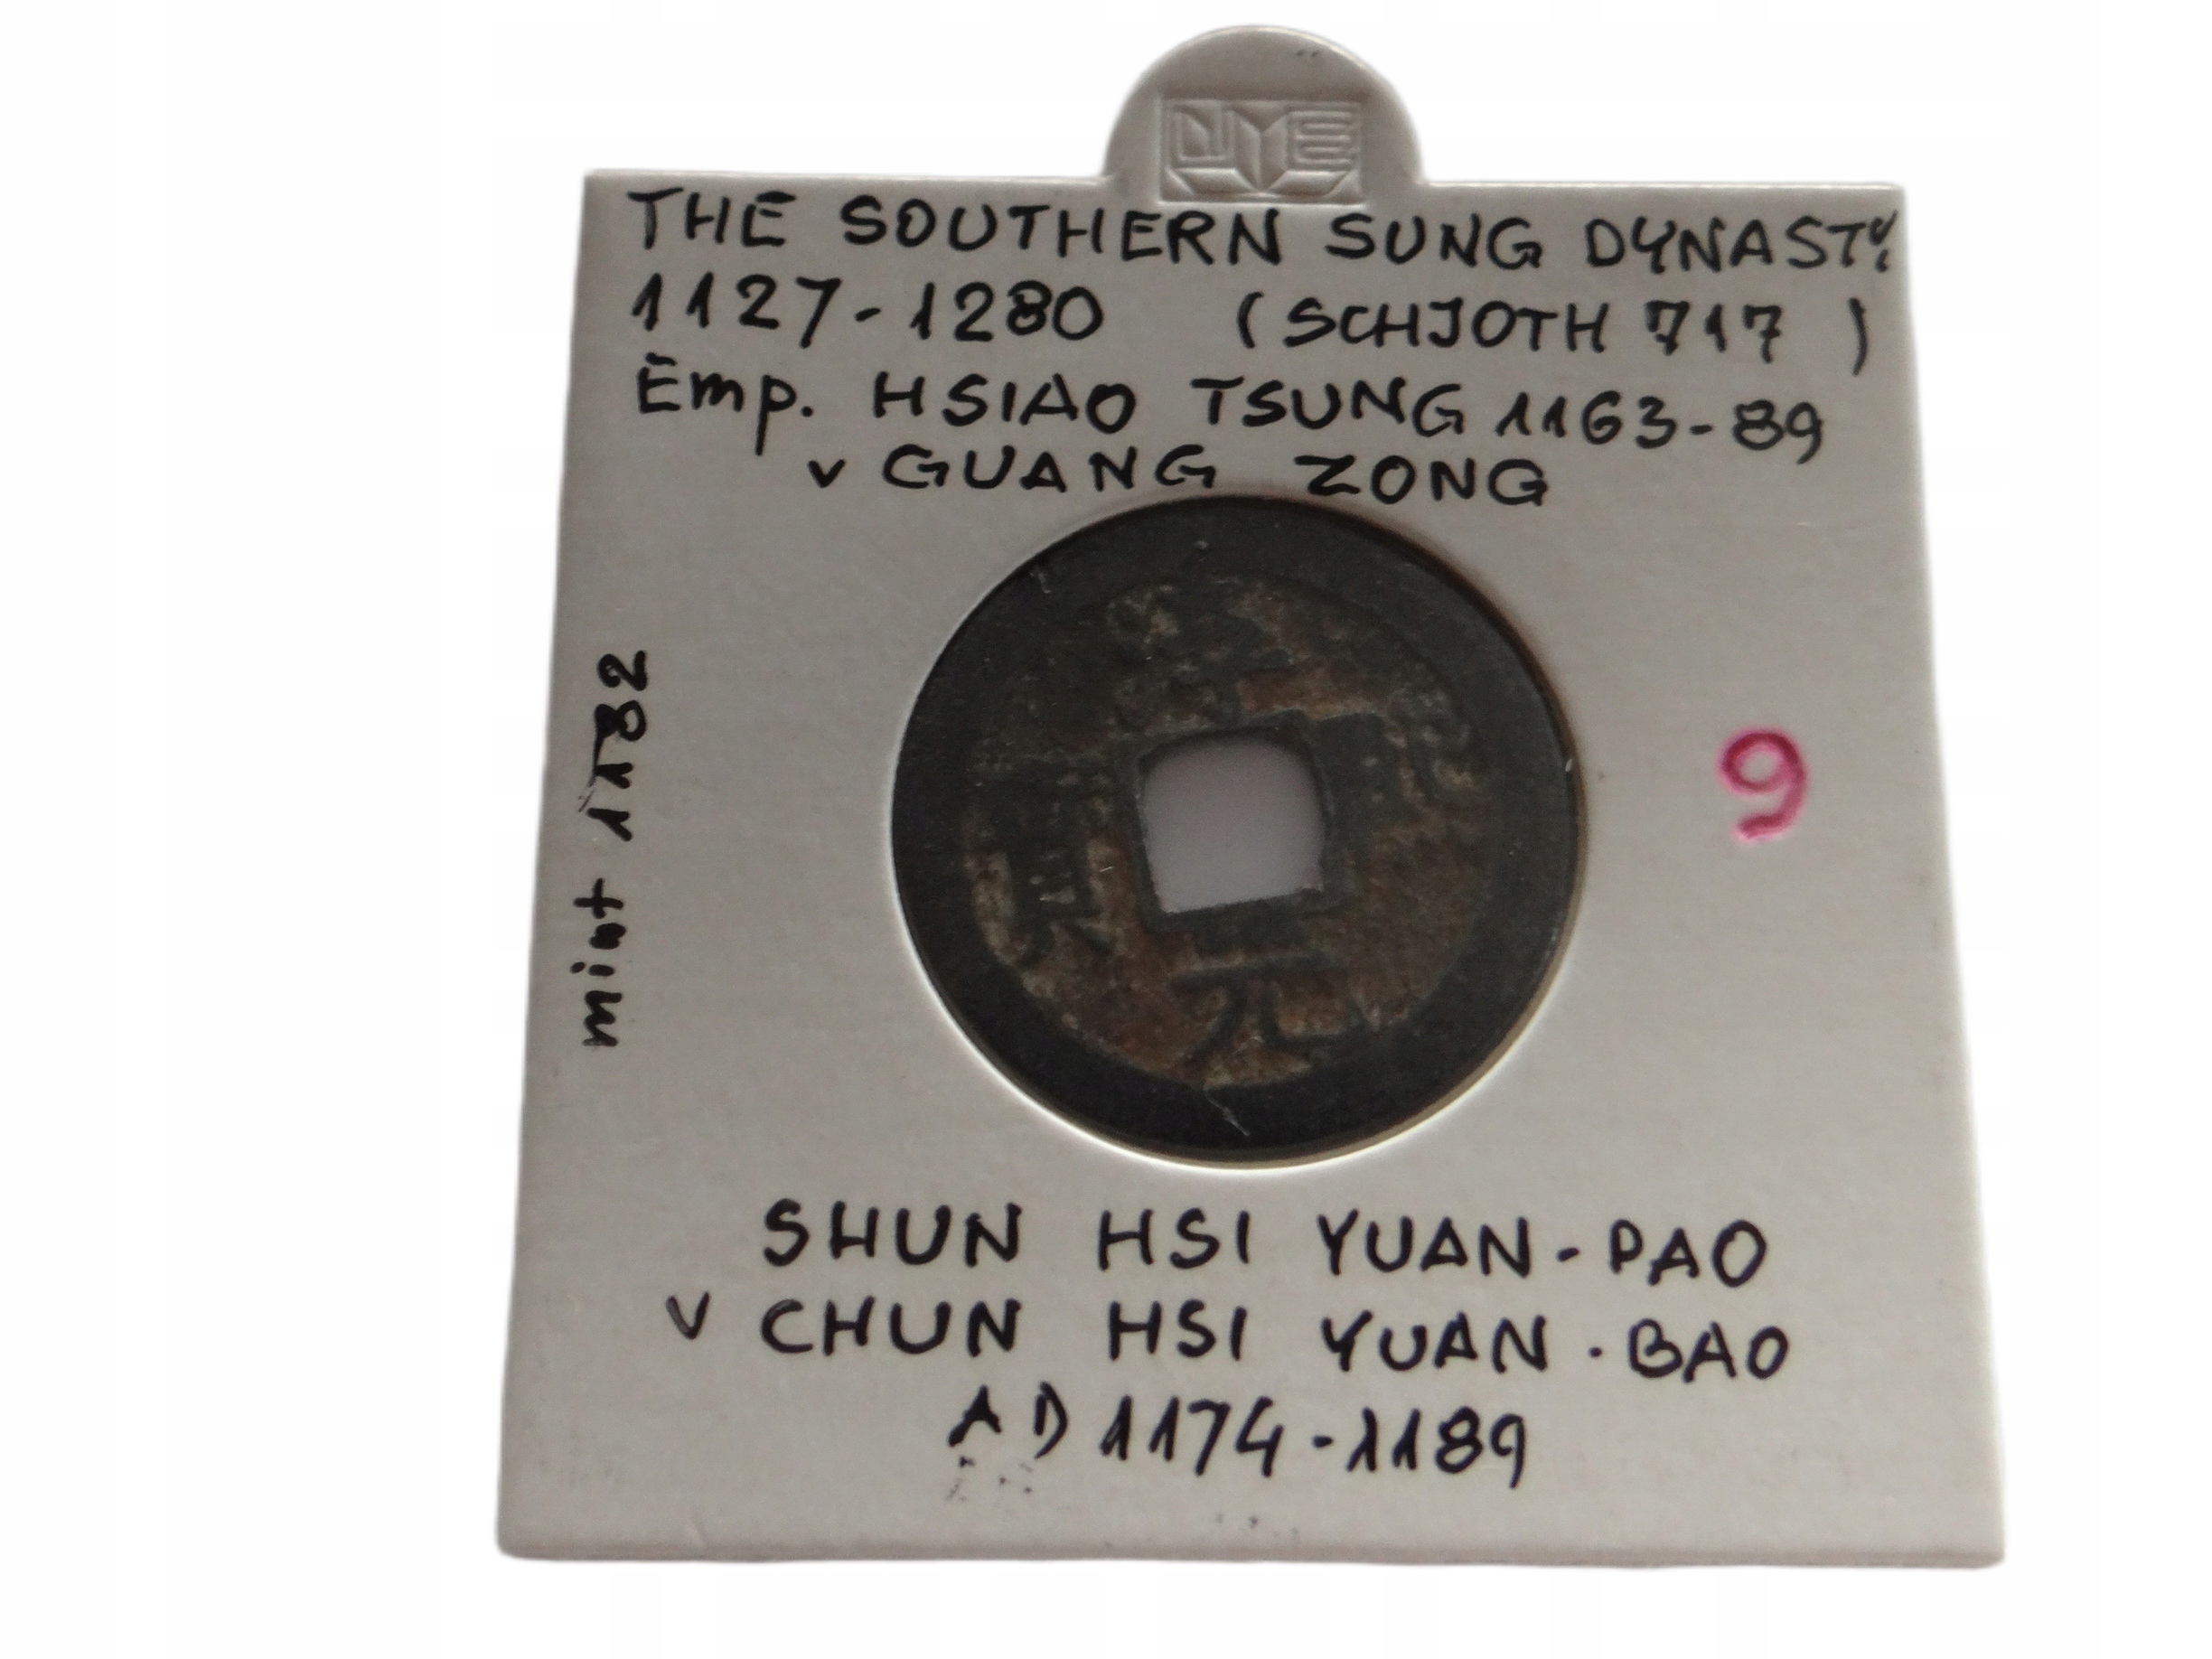 THE SOUTHERN SUNG DYNASTY
1127-1280 (SCHJOTH 717)
Emp. HSIAO TSUNG 1163-89
v GUANG ZONG
mint 1182
9
元
SHUN HSI YUAN-PAO
v CHUN HSI YUAN-BAO
AD 1174-1189